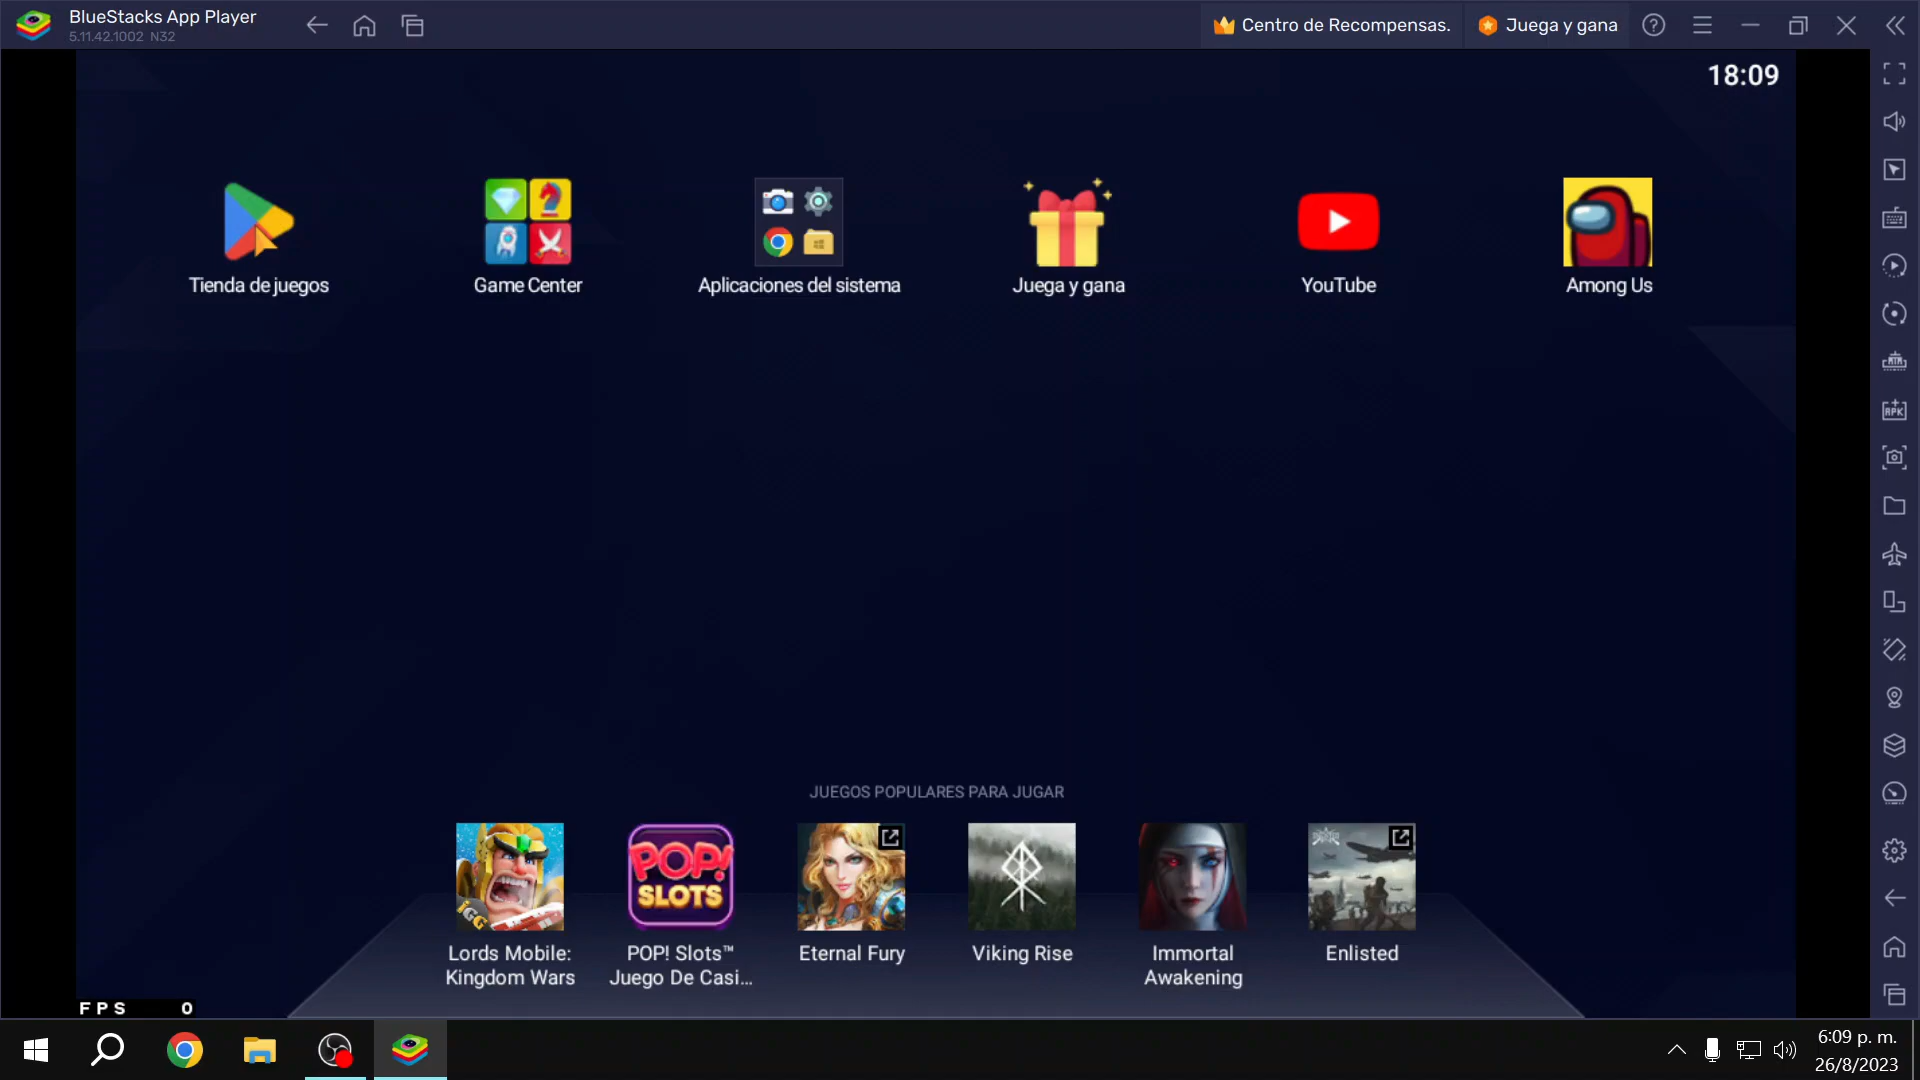 BlueStacks App Player
5.11.42.1002 N32
Centro de Recompensas.
Juega y gana
18:09
Tienda de juegos
Game Center
Aplicaciones del sistema
Juega y gana
YouTube
Among Us
APK
JUEGOS POPULARES PARA JUGAR
IGG
POP!
SLOTS
Lords Mobile:
Kingdom Wars
POP! Slots™
Juego De Casi...
Eternal Fury
Viking Rise
Immortal
Awakening
Enlisted
FPS 0
6:09 p. m.
26/8/2023